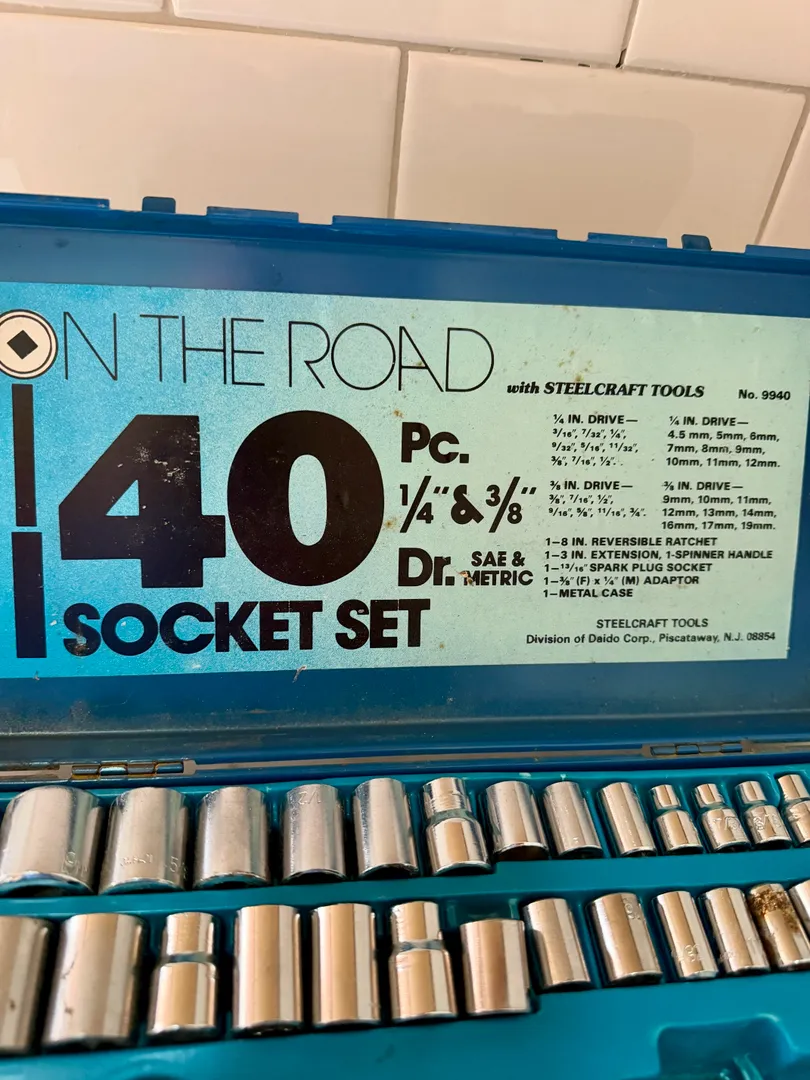 ON THE ROAD
with STEELCRAFT TOOLS No. 9940
40
Pc.
1/4" & 3/8"
Dr. SAE &
METRIC
SOCKET SET
1/4 IN. DRIVE—
3/16", 7/32", 1/4",
9/32", 5/16", 11/32",
3/8", 7/16", 1/2".
1/4 IN. DRIVE—
4.5 mm, 5mm, 6mm,
7mm, 8mm, 9mm,
10mm, 11mm, 12mm.
3/8 IN. DRIVE—
3/8", 7/16", 1/2",
9/16", 5/8", 11/16", 3/4".
3/8 IN. DRIVE—
9mm, 10mm, 11mm,
12mm, 13mm, 14mm,
16mm, 17mm, 19mm.
1–8 IN. REVERSIBLE RATCHET
1–3 IN. EXTENSION, 1-SPINNER HANDLE
1–13/16" SPARK PLUG SOCKET
1–3/8" (F) x 1/4" (M) ADAPTOR
1–METAL CASE
STEELCRAFT TOOLS
Division of Daido Corp., Piscataway, N.J. 08854
1/2